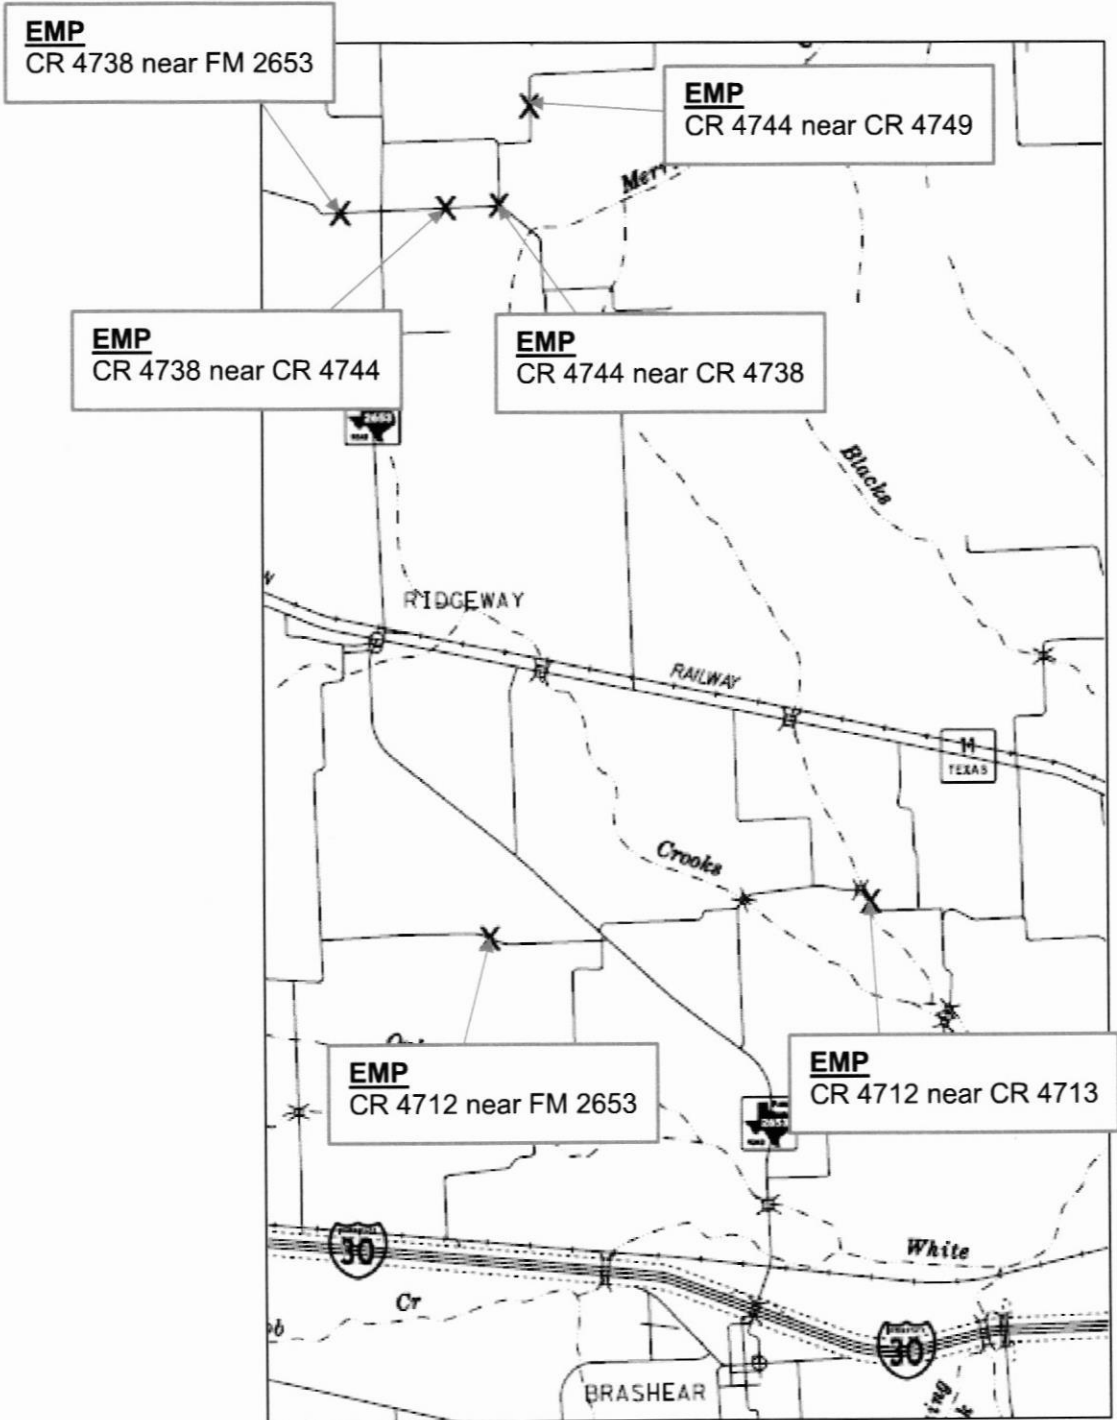 EMP
CR 4738 near FM 2653
EMP
CR 4744 near CR 4749
EMP
CR 4738 near CR 4744
EMP
CR 4744 near CR 4738
2653
Blacks
RIDGEWAY
RAILWAY
11
TEXAS
Crooks
EMP
CR 4712 near FM 2653
EMP
CR 4712 near CR 4713
2653
30
White
Cr
30
BRASHEAR